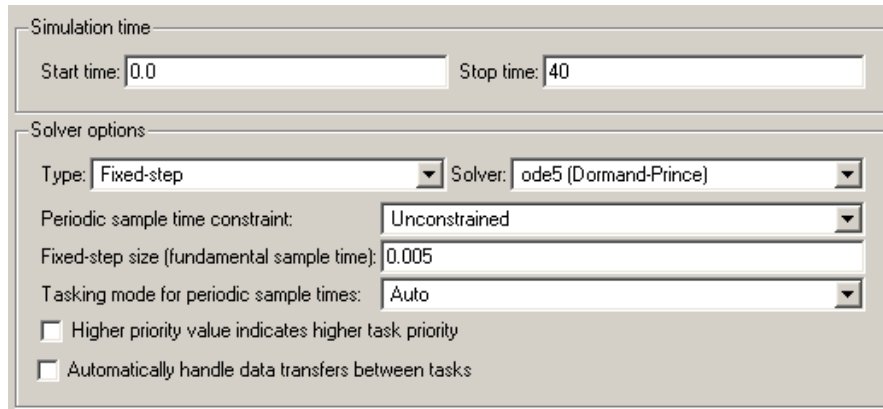 Simulation time
Start time: 0.0 Stop time: 40
Solver options
Type: Fixed-step Solver: ode5 (Dormand-Prince)
Periodic sample time constraint: Unconstrained
Fixed-step size (fundamental sample time): 0.005
Tasking mode for periodic sample times: Auto
Higher priority value indicates higher task priority
Automatically handle data transfers between tasks